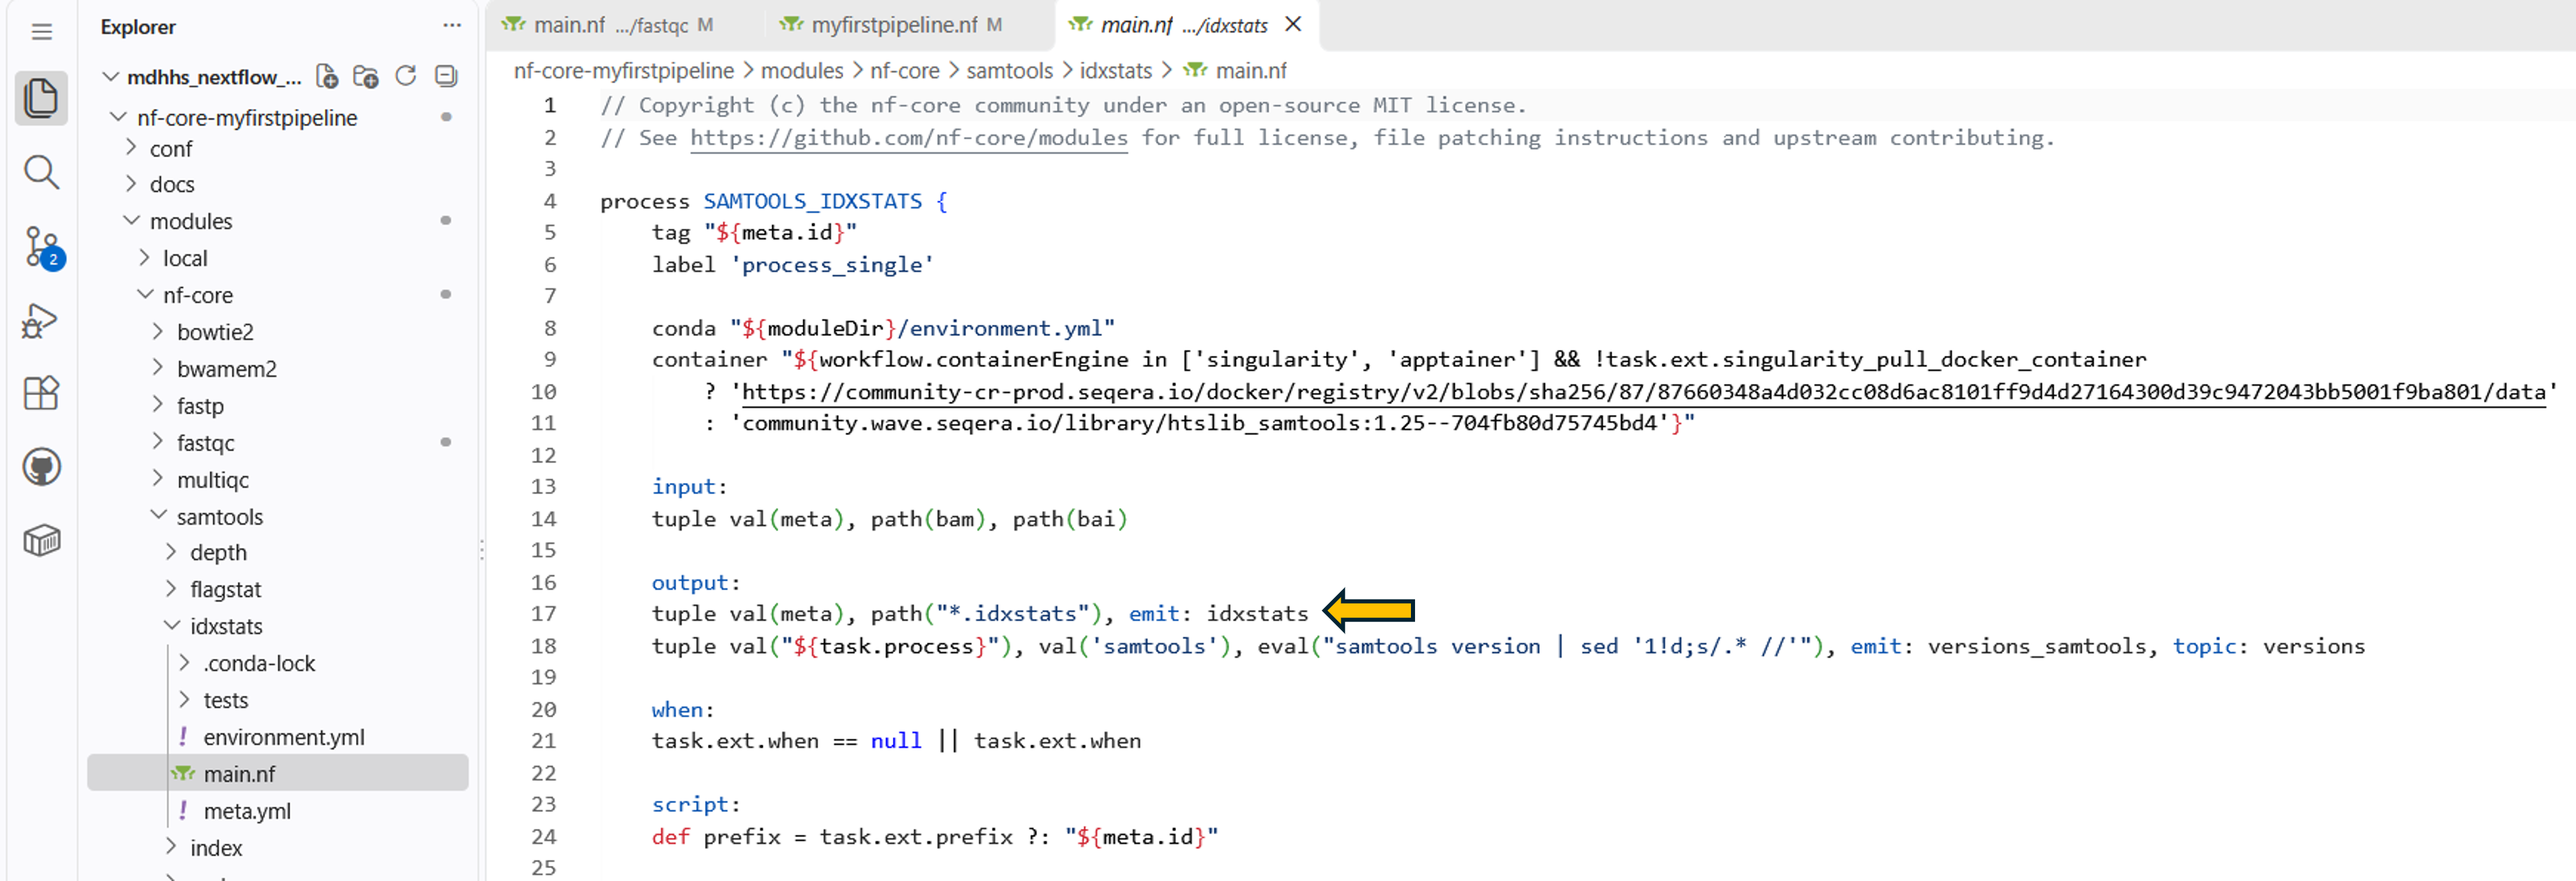 Explorer
···
mdhhs_nextflow_...
nf-core-myfirstpipeline
conf
docs
modules
local
nf-core
bowtie2
bwamem2
fastp
fastqc
multiqc
samtools
depth
flagstat
idxstats
.conda-lock
tests
! environment.yml
main.nf
! meta.yml
index
2
main.nf .../fastqc M
myfirstpipeline.nf M
main.nf .../idxstats
nf-core-myfirstpipeline > modules > nf-core > samtools > idxstats > main.nf
1 // Copyright (c) the nf-core community under an open-source MIT license.
2 // See https://github.com/nf-core/modules for full license, file patching instructions and upstream contributing.
3
4 process SAMTOOLS_IDXSTATS {
5 tag "${meta.id}"
6 label 'process_single'
7
8 conda "${moduleDir}/environment.yml"
9 container "${workflow.containerEngine in ['singularity', 'apptainer'] && !task.ext.singularity_pull_docker_container
10 ? 'https://community-cr-prod.seqera.io/docker/registry/v2/blobs/sha256/87/87660348a4d032cc08d6ac8101ff9d4d27164300d39c9472043bb5001f9ba801/data'
11 : 'community.wave.seqera.io/library/htslib_samtools:1.25--704fb80d75745bd4'}"
12
13 input:
14 tuple val(meta), path(bam), path(bai)
15
16 output:
17 tuple val(meta), path("*.idxstats"), emit: idxstats
18 tuple val("${task.process}"), val('samtools'), eval("samtools version | sed '1!d;s/.* //'"), emit: versions_samtools, topic: versions
19
20 when:
21 task.ext.when == null || task.ext.when
22
23 script:
24 def prefix = task.ext.prefix ?: "${meta.id}"
25